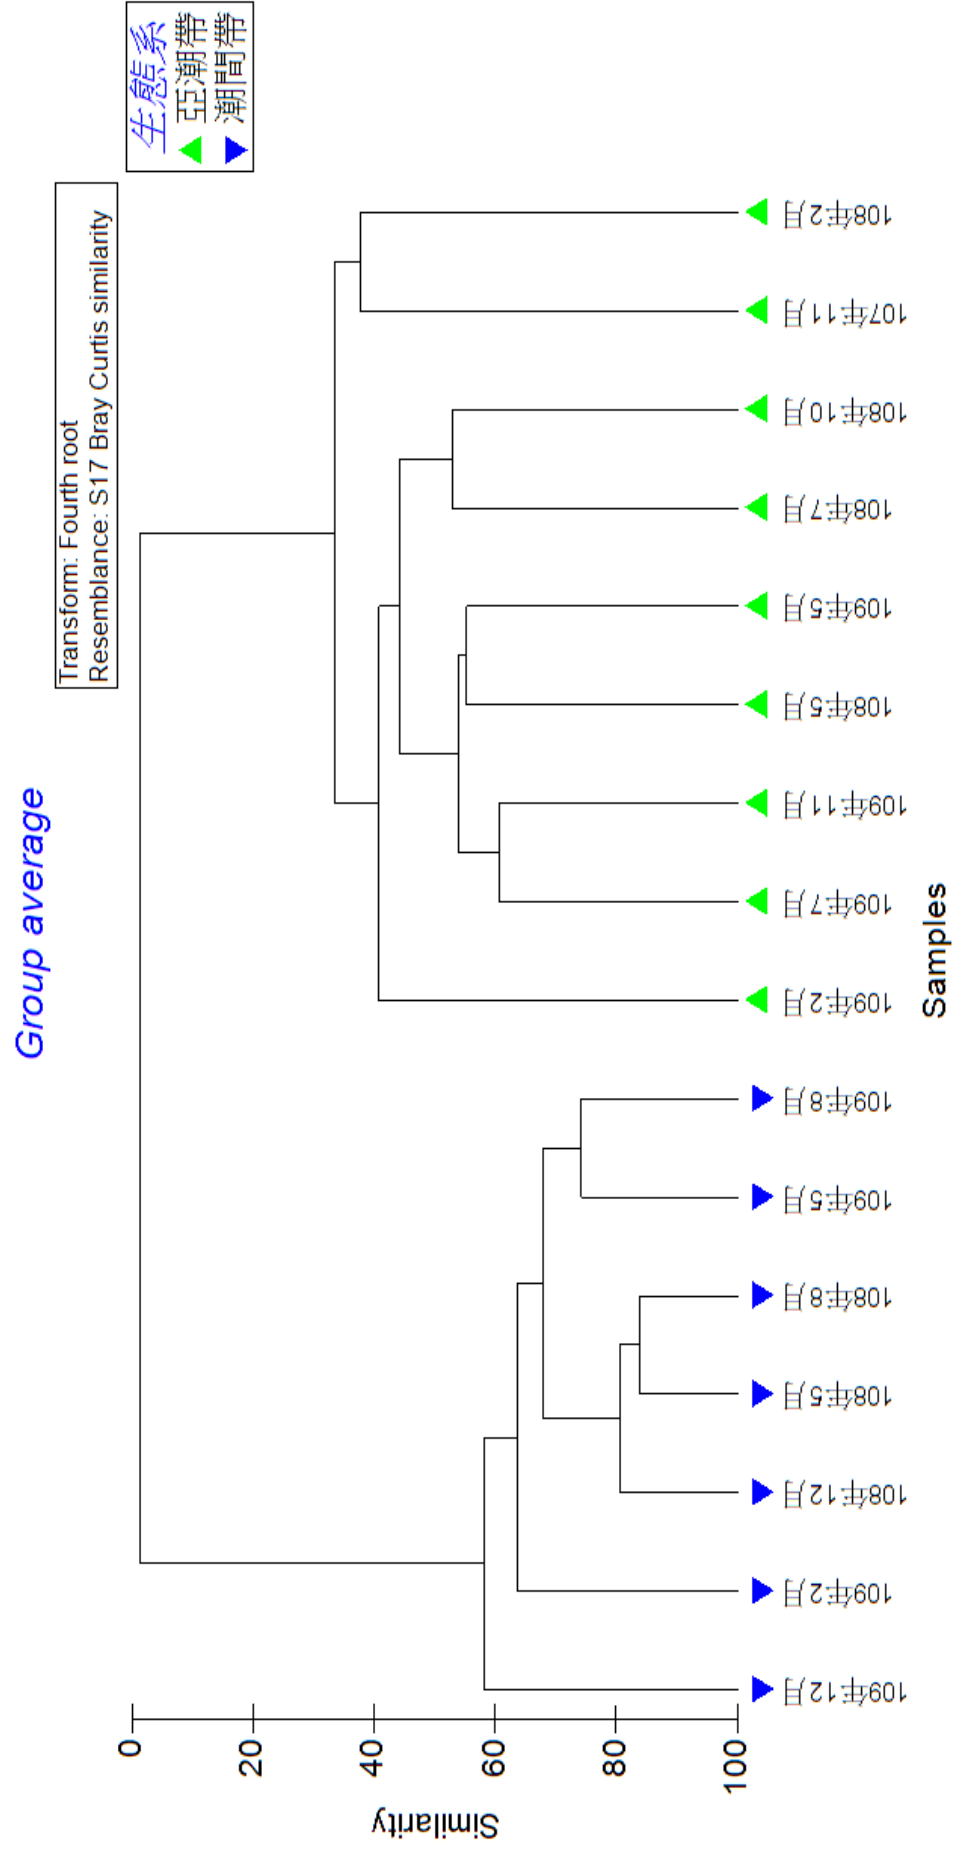 Group average
Transform: Fourth root
Resemblance: S17 Bray Curtis similarity
生態系
亞潮帶
潮間帶
Similarity
0
20
40
60
80
100
109年12月
109年2月
108年12月
108年5月
108年8月
109年5月
109年8月
109年2月
109年7月
109年11月
108年5月
109年5月
108年7月
108年10月
107年11月
108年2月
Samples